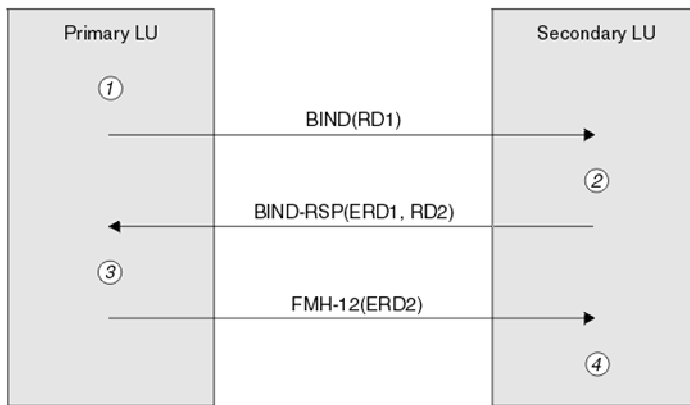 Primary LU
Secondary LU
1
BIND(RD1)
2
BIND-RSP(ERD1, RD2)
3
FMH-12(ERD2)
4